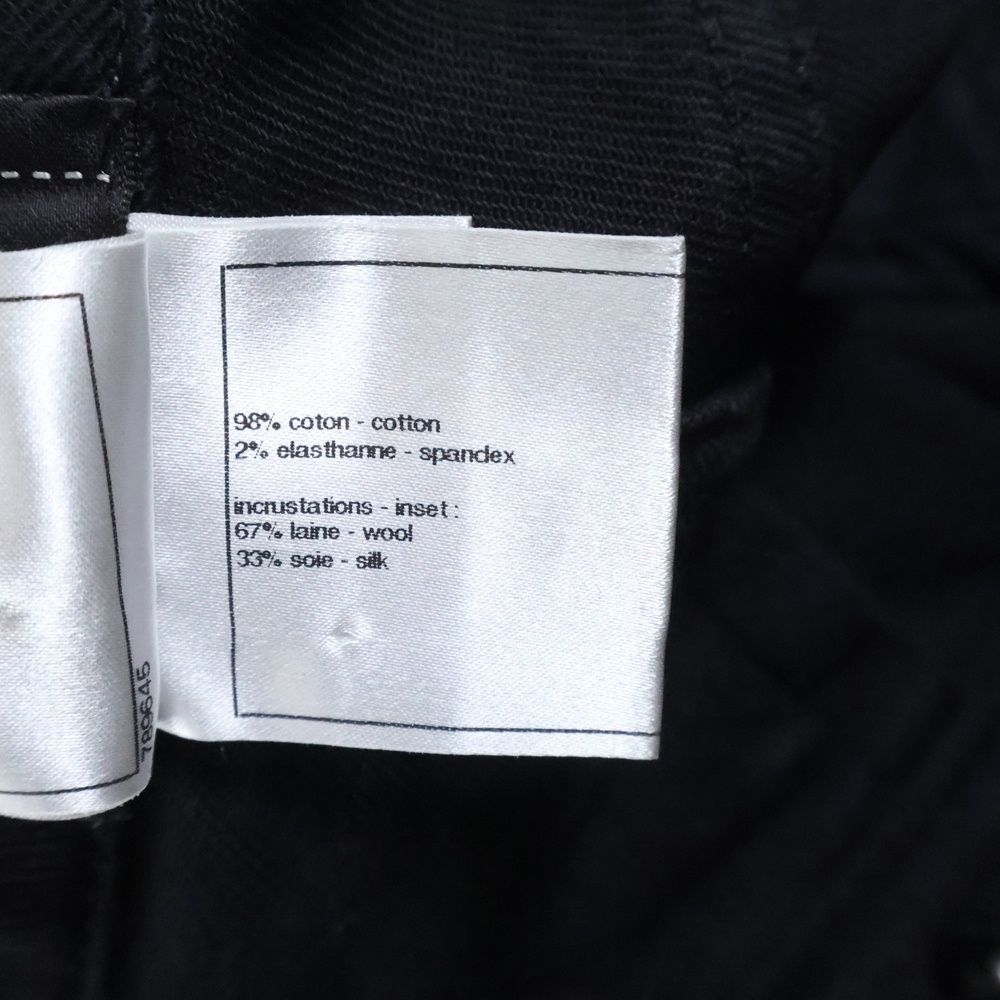 98% coton - cotton
2% elasthanne - spandex
incrustations - inset :
67% laine - wool
33% soie - silk
789645